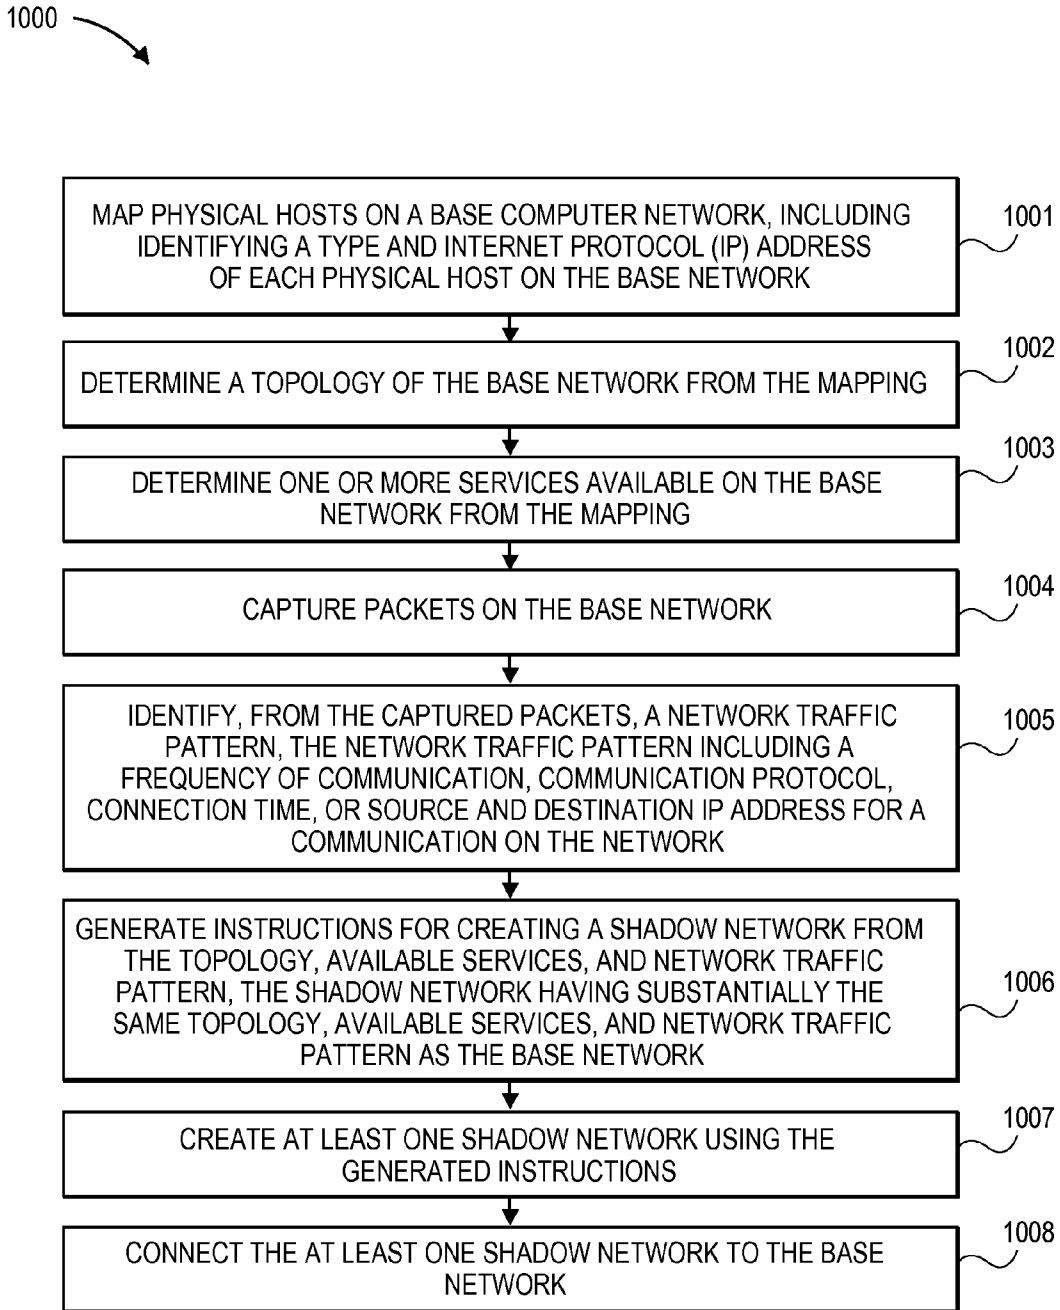 1000
MAP PHYSICAL HOSTS ON A BASE COMPUTER NETWORK, INCLUDING
IDENTIFYING A TYPE AND INTERNET PROTOCOL (IP) ADDRESS
OF EACH PHYSICAL HOST ON THE BASE NETWORK
1001
DETERMINE A TOPOLOGY OF THE BASE NETWORK FROM THE MAPPING
1002
DETERMINE ONE OR MORE SERVICES AVAILABLE ON THE BASE
NETWORK FROM THE MAPPING
1003
CAPTURE PACKETS ON THE BASE NETWORK
1004
IDENTIFY, FROM THE CAPTURED PACKETS, A NETWORK TRAFFIC
PATTERN, THE NETWORK TRAFFIC PATTERN INCLUDING A
FREQUENCY OF COMMUNICATION, COMMUNICATION PROTOCOL,
CONNECTION TIME, OR SOURCE AND DESTINATION IP ADDRESS FOR A
COMMUNICATION ON THE NETWORK
1005
GENERATE INSTRUCTIONS FOR CREATING A SHADOW NETWORK FROM
THE TOPOLOGY, AVAILABLE SERVICES, AND NETWORK TRAFFIC
PATTERN, THE SHADOW NETWORK HAVING SUBSTANTIALLY THE
SAME TOPOLOGY, AVAILABLE SERVICES, AND NETWORK TRAFFIC
PATTERN AS THE BASE NETWORK
1006
CREATE AT LEAST ONE SHADOW NETWORK USING THE
GENERATED INSTRUCTIONS
1007
CONNECT THE AT LEAST ONE SHADOW NETWORK TO THE BASE
NETWORK
1008